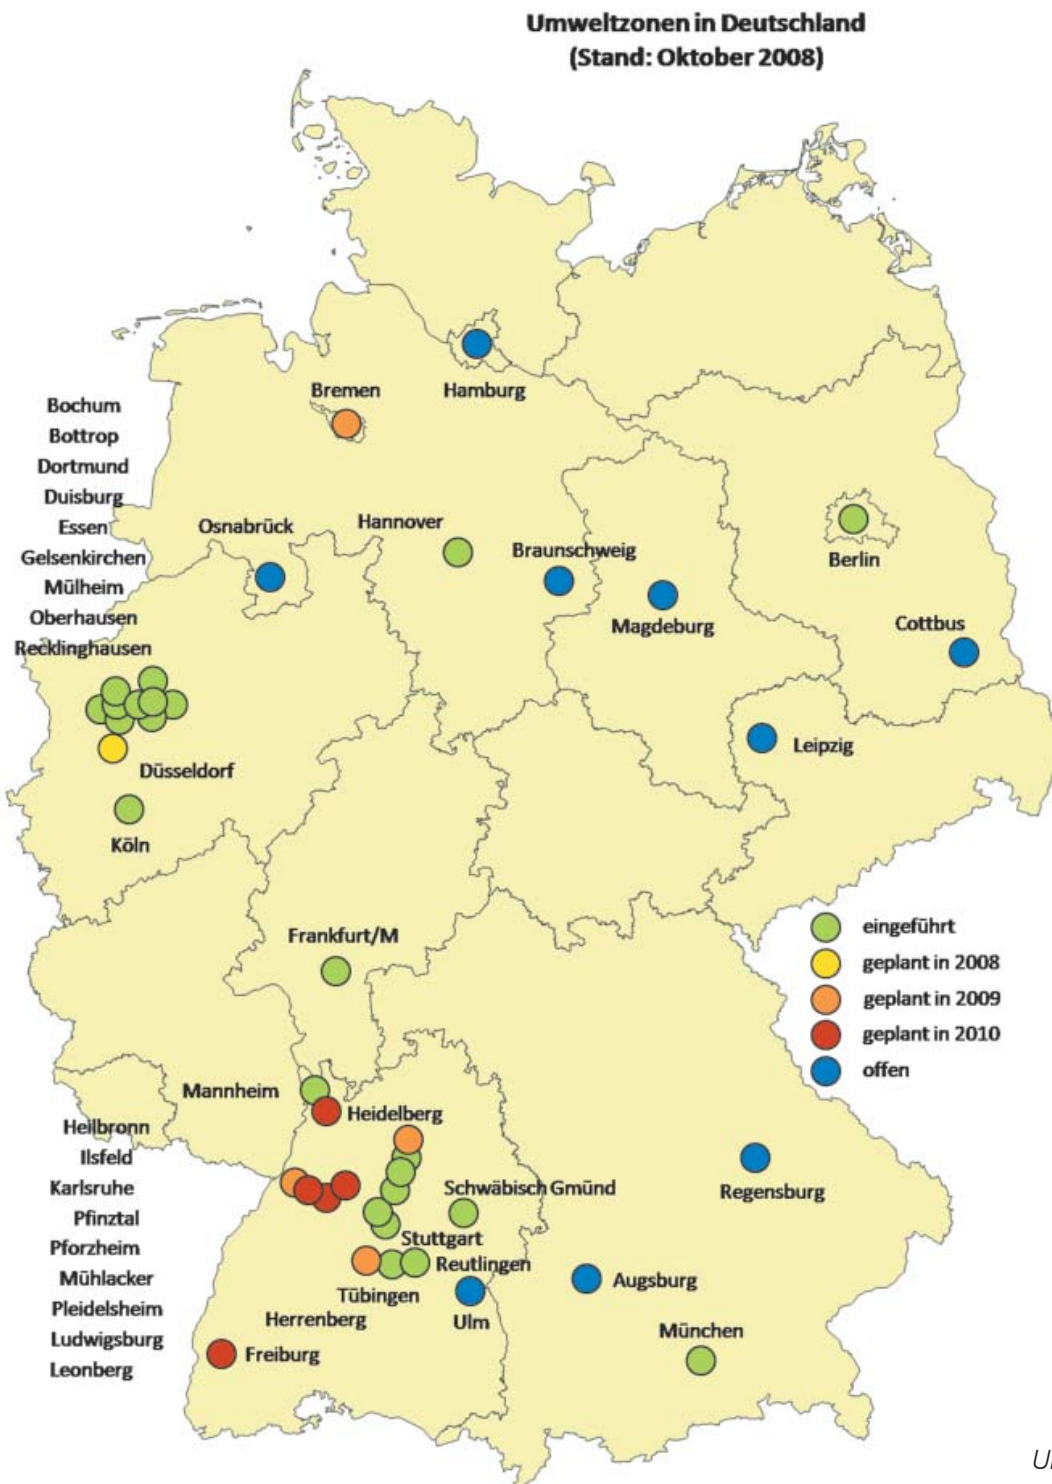 Umweltzonen in Deutschland
(Stand: Oktober 2008)
Bremen
Hamburg
Bochum
Bottrop
Dortmund
Duisburg
Essen
Gelsenkirchen
Mülheim
Oberhausen
Recklinghausen
Osnabrück
Hannover
Braunschweig
Magdeburg
Berlin
Cottbus
Leipzig
Düsseldorf
Köln
Frankfurt/M
eingeführt
geplant in 2008
geplant in 2009
geplant in 2010
offen
Mannheim
Heidelberg
Heilbronn
Ilsfeld
Karlsruhe
Pfinztal
Pforzheim
Mühlacker
Pleidelsheim
Ludwigsburg
Leonberg
Schwäbisch Gmünd
Stuttgart
Reutlingen
Tübingen
Herrenberg
Ulm
Freiburg
Regensburg
Augsburg
München